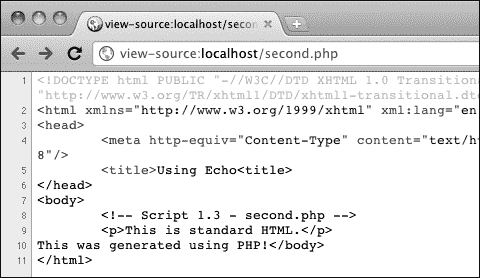 view-source:localhost/secon
view-source:localhost/second.php
1 <!DOCTYPE html PUBLIC "-//W3C//DTD XHTML 1.0 Transition
"http://www.w3.org/TR/xhtml1/DTD/xhtml1-transitional.dt
2 <html xmlns="http://www.w3.org/1999/xhtml" xml:lang="en
3 <head>
4 <meta http-equiv="Content-Type" content="text/h
8"/>
5 <title>Using Echo<title>
6 </head>
7 <body>
8 <!-- Script 1.3 - second.php -->
9 <p>This is standard HTML.</p>
10 This was generated using PHP!</body>
11 </html>